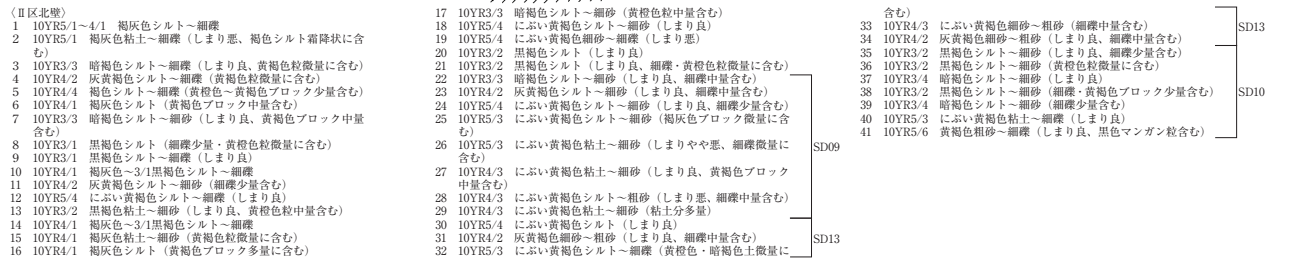 〈Ⅱ区北壁〉
1 10YR5/1～4/1 褐灰色シルト～細礫
2 10YR5/1 褐灰色粘土～細礫（しまり悪、褐色シルト霜降状に含
む）
3 10YR3/3 暗褐色シルト～細礫（しまり良、黄褐色粒微量に含む）
4 10YR4/2 灰黄褐色シルト～細礫（黄褐色粒微量に含む）
5 10YR4/4 褐色シルト～細礫（黄橙色～黄褐色ブロック少量含む）
6 10YR4/1 褐灰色シルト（黄褐色ブロック中量含む）
7 10YR3/3 暗褐色シルト～細砂（しまり良、黄褐色ブロック中量
含む）
8 10YR3/1 黒褐色シルト（細礫少量・黄橙色粒微量に含む）
9 10YR3/1 黒褐色シルト～細礫（しまり良）
10 10YR4/1 褐灰色～3/1黒褐色シルト～細礫
11 10YR4/2 灰黄褐色シルト～細砂（細礫少量含む）
12 10YR5/4 にぶい黄褐色シルト～細礫（しまり良）
13 10YR3/2 黒褐色粘土～細砂（しまり良、黄橙色粒中量含む）
14 10YR4/1 褐灰色～3/1黒褐色シルト～細礫
15 10YR4/1 褐灰色粘土～細砂（黄褐色粒微量に含む）
16 10YR4/1 褐灰色シルト（黄褐色ブロック多量に含む）
17 10YR3/3 暗褐色シルト～細砂（黄橙色粒中量含む）
18 10YR5/4 にぶい黄褐色シルト～細砂（しまり良）
19 10YR5/4 にぶい黄褐色細砂～細礫（しまり悪）
20 10YR3/2 黒褐色シルト（しまり良）
21 10YR3/2 黒褐色シルト（しまり良、細礫・黄橙色粒微量に含む）
22 10YR3/3 暗褐色シルト～細砂（しまり良、細礫中量含む）
23 10YR4/2 灰黄褐色シルト～細砂（しまり良、細礫中量含む）
24 10YR5/4 にぶい黄褐色シルト～細砂（しまり良、細礫少量含む）
25 10YR5/3 にぶい黄褐色シルト～細砂（褐灰色ブロック微量に含
む）
26 10YR5/3 にぶい黄褐色粘土～細砂（しまりやや悪、細礫微量に
含む）
27 10YR4/3 にぶい黄褐色粘土～細砂（しまり良、黄褐色ブロック
中量含む）
28 10YR4/3 にぶい黄褐色シルト～粗砂（しまり悪、細礫中量含む）
29 10YR4/3 にぶい黄褐色粘土～細砂（粘土分多量）
SD09
30 10YR5/4 にぶい黄褐色シルト（しまり良）
31 10YR4/2 灰黄褐色細砂～粗砂（しまり良、細礫中量含む）
32 10YR5/3 にぶい黄褐色シルト～細礫（黄橙色・暗褐色土微量に
SD13
含む）
33 10YR4/3 にぶい黄褐色細砂～粗砂（細礫中量含む）
34 10YR4/2 灰黄褐色細砂～粗砂（しまり良、細礫中量含む）
SD13
35 10YR3/2 黒褐色シルト～細砂（しまり良、細礫少量含む）
36 10YR3/2 黒褐色シルト～細砂（黄橙色粒微量に含む）
37 10YR3/4 暗褐色シルト～細砂（しまり良）
38 10YR3/2 黒褐色シルト～細砂（細礫・黄褐色ブロック少量含む）
39 10YR3/4 暗褐色シルト～細砂（細礫少量含む）
40 10YR5/3 にぶい黄褐色粘土～細礫（しまり良）
41 10YR5/6 黄褐色粗砂～細礫（しまり良、黒色マンガン粒含む）
SD10